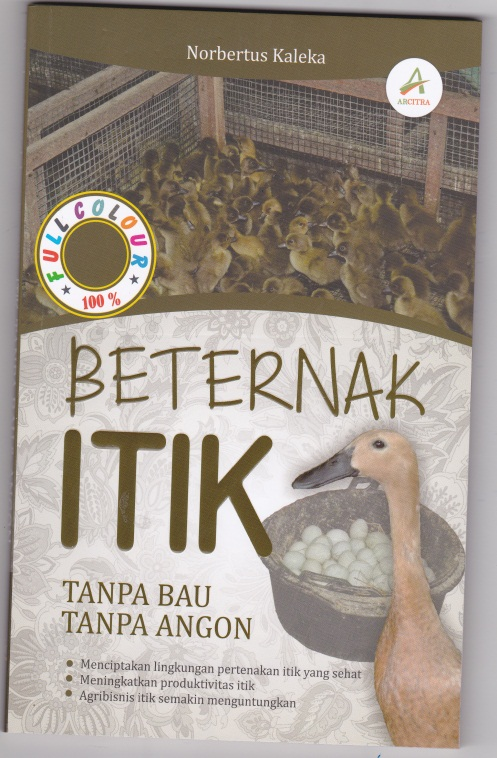 Norbertus Kaleka
ARCITRA
FULL COLOUR
100 %
BETERNAK
ITIK
TANPA BAU
TANPA ANGON
Menciptakan lingkungan pertenakan itik yang sehat
Meningkatkan produktivitas itik
Agribisnis itik semakin menguntungkan